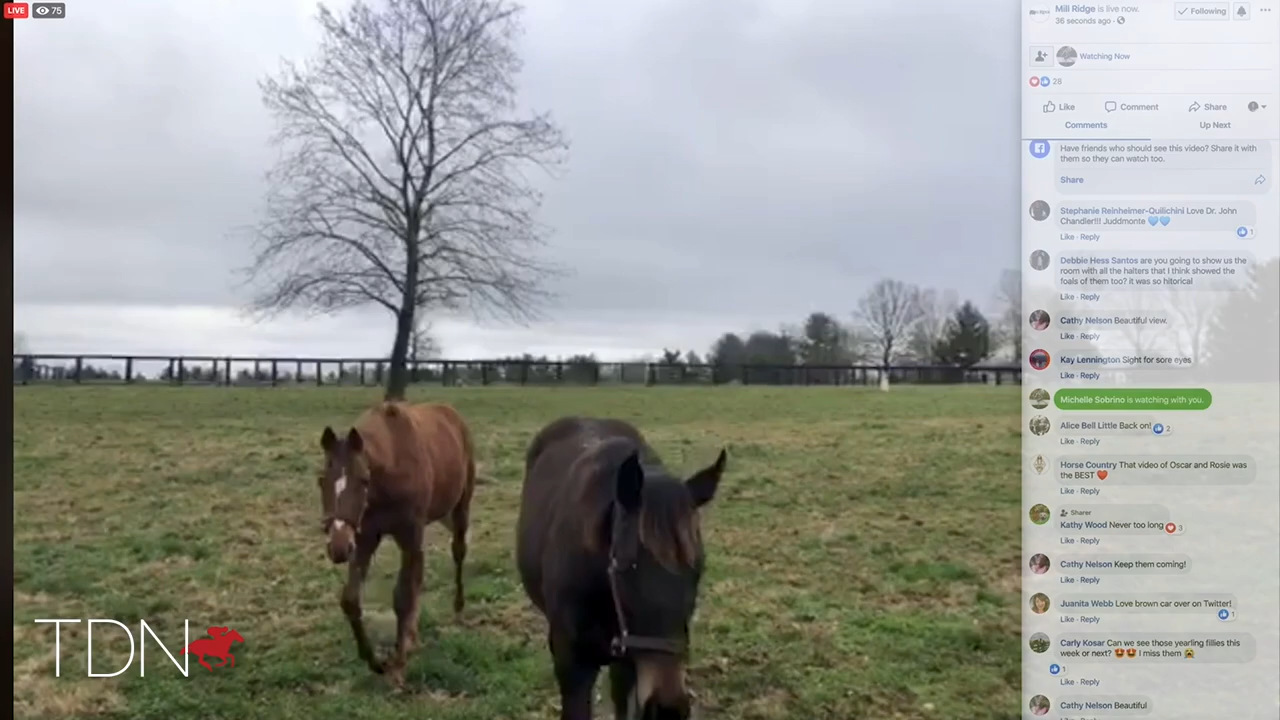 LIVE
75
TDN
Mill Ridge is live now.
36 seconds ago
Following
Watching Now
28
Like
Comment
Share
Comments
Up Next
Have friends who should see this video? Share it with
them so they can watch too.
Share
Stephanie Reinheimer-Quilichini Love Dr. John
Chandler!!! Juddmonte 💙💙
1
Like · Reply
Debbie Hess Santos are you going to show us the
room with all the halters that I think showed the
foals of them too? it was so hitorical
Like · Reply
Cathy Nelson Beautiful view.
Like · Reply
Kay Lennington Sight for sore eyes
Like · Reply
Michelle Sobrino is watching with you.
Alice Bell Little Back on!
2
Like · Reply
Horse Country That video of Oscar and Rosie was
the BEST ❤️
Like · Reply
Sharer
Kathy Wood Never too long
3
Like · Reply
Cathy Nelson Keep them coming!
Like · Reply
Juanita Webb Love brown car over on Twitter!
1
Like · Reply
Carly Kosar Can we see those yearling fillies this
week or next? 😍😍 I miss them 😭
1
Like · Reply
Cathy Nelson Beautiful